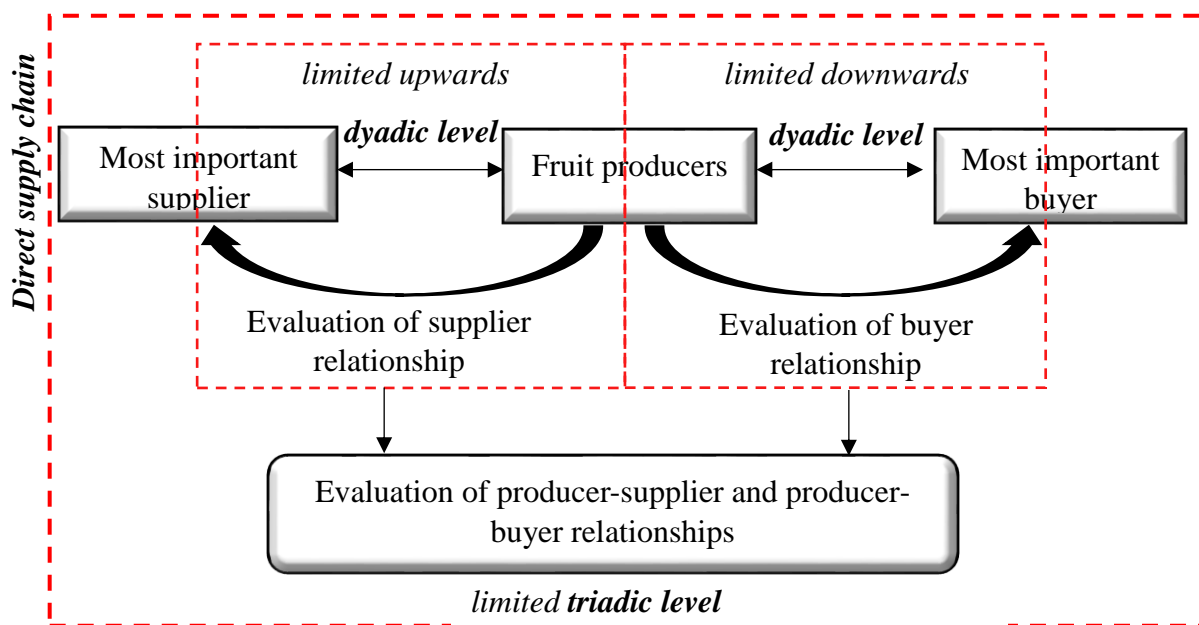 Direct supply chain
limited upwards
limited downwards
dyadic level
dyadic level
Most important
supplier
Fruit producers
Most important
buyer
Evaluation of supplier
relationship
Evaluation of buyer
relationship
Evaluation of producer-supplier and producer-
buyer relationships
limited triadic level